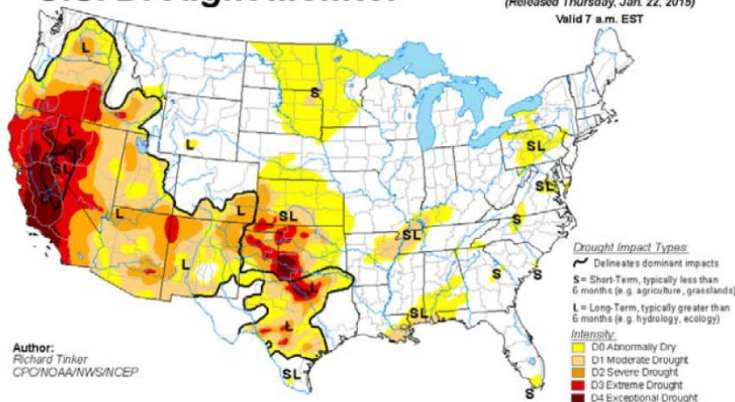 U.S. Drought Monitor
(Released Thursday, Jan. 22, 2015)
Valid 7 a.m. EST
L
S
L
L
SL
SL
SL
S
L
L
SL
SL
L
S
S
L
SL
L
SL
S
Drought Impact Types:
Delineates dominant impacts
S = Short-Term, typically less than
6 months (e.g. agriculture, grasslands)
L = Long-Term, typically greater than
6 months (e.g. hydrology, ecology)
Intensity:
D0 Abnormally Dry
D1 Moderate Drought
D2 Severe Drought
D3 Extreme Drought
D4 Exceptional Drought
Author:
Richard Tinker
CPC/NOAA/NWS/NCEP